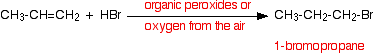 organic peroxides or
CH₃-CH=CH₂ + HBr ⟶ CH₃-CH₂-CH₂-Br
oxygen from the air
1-bromopropane